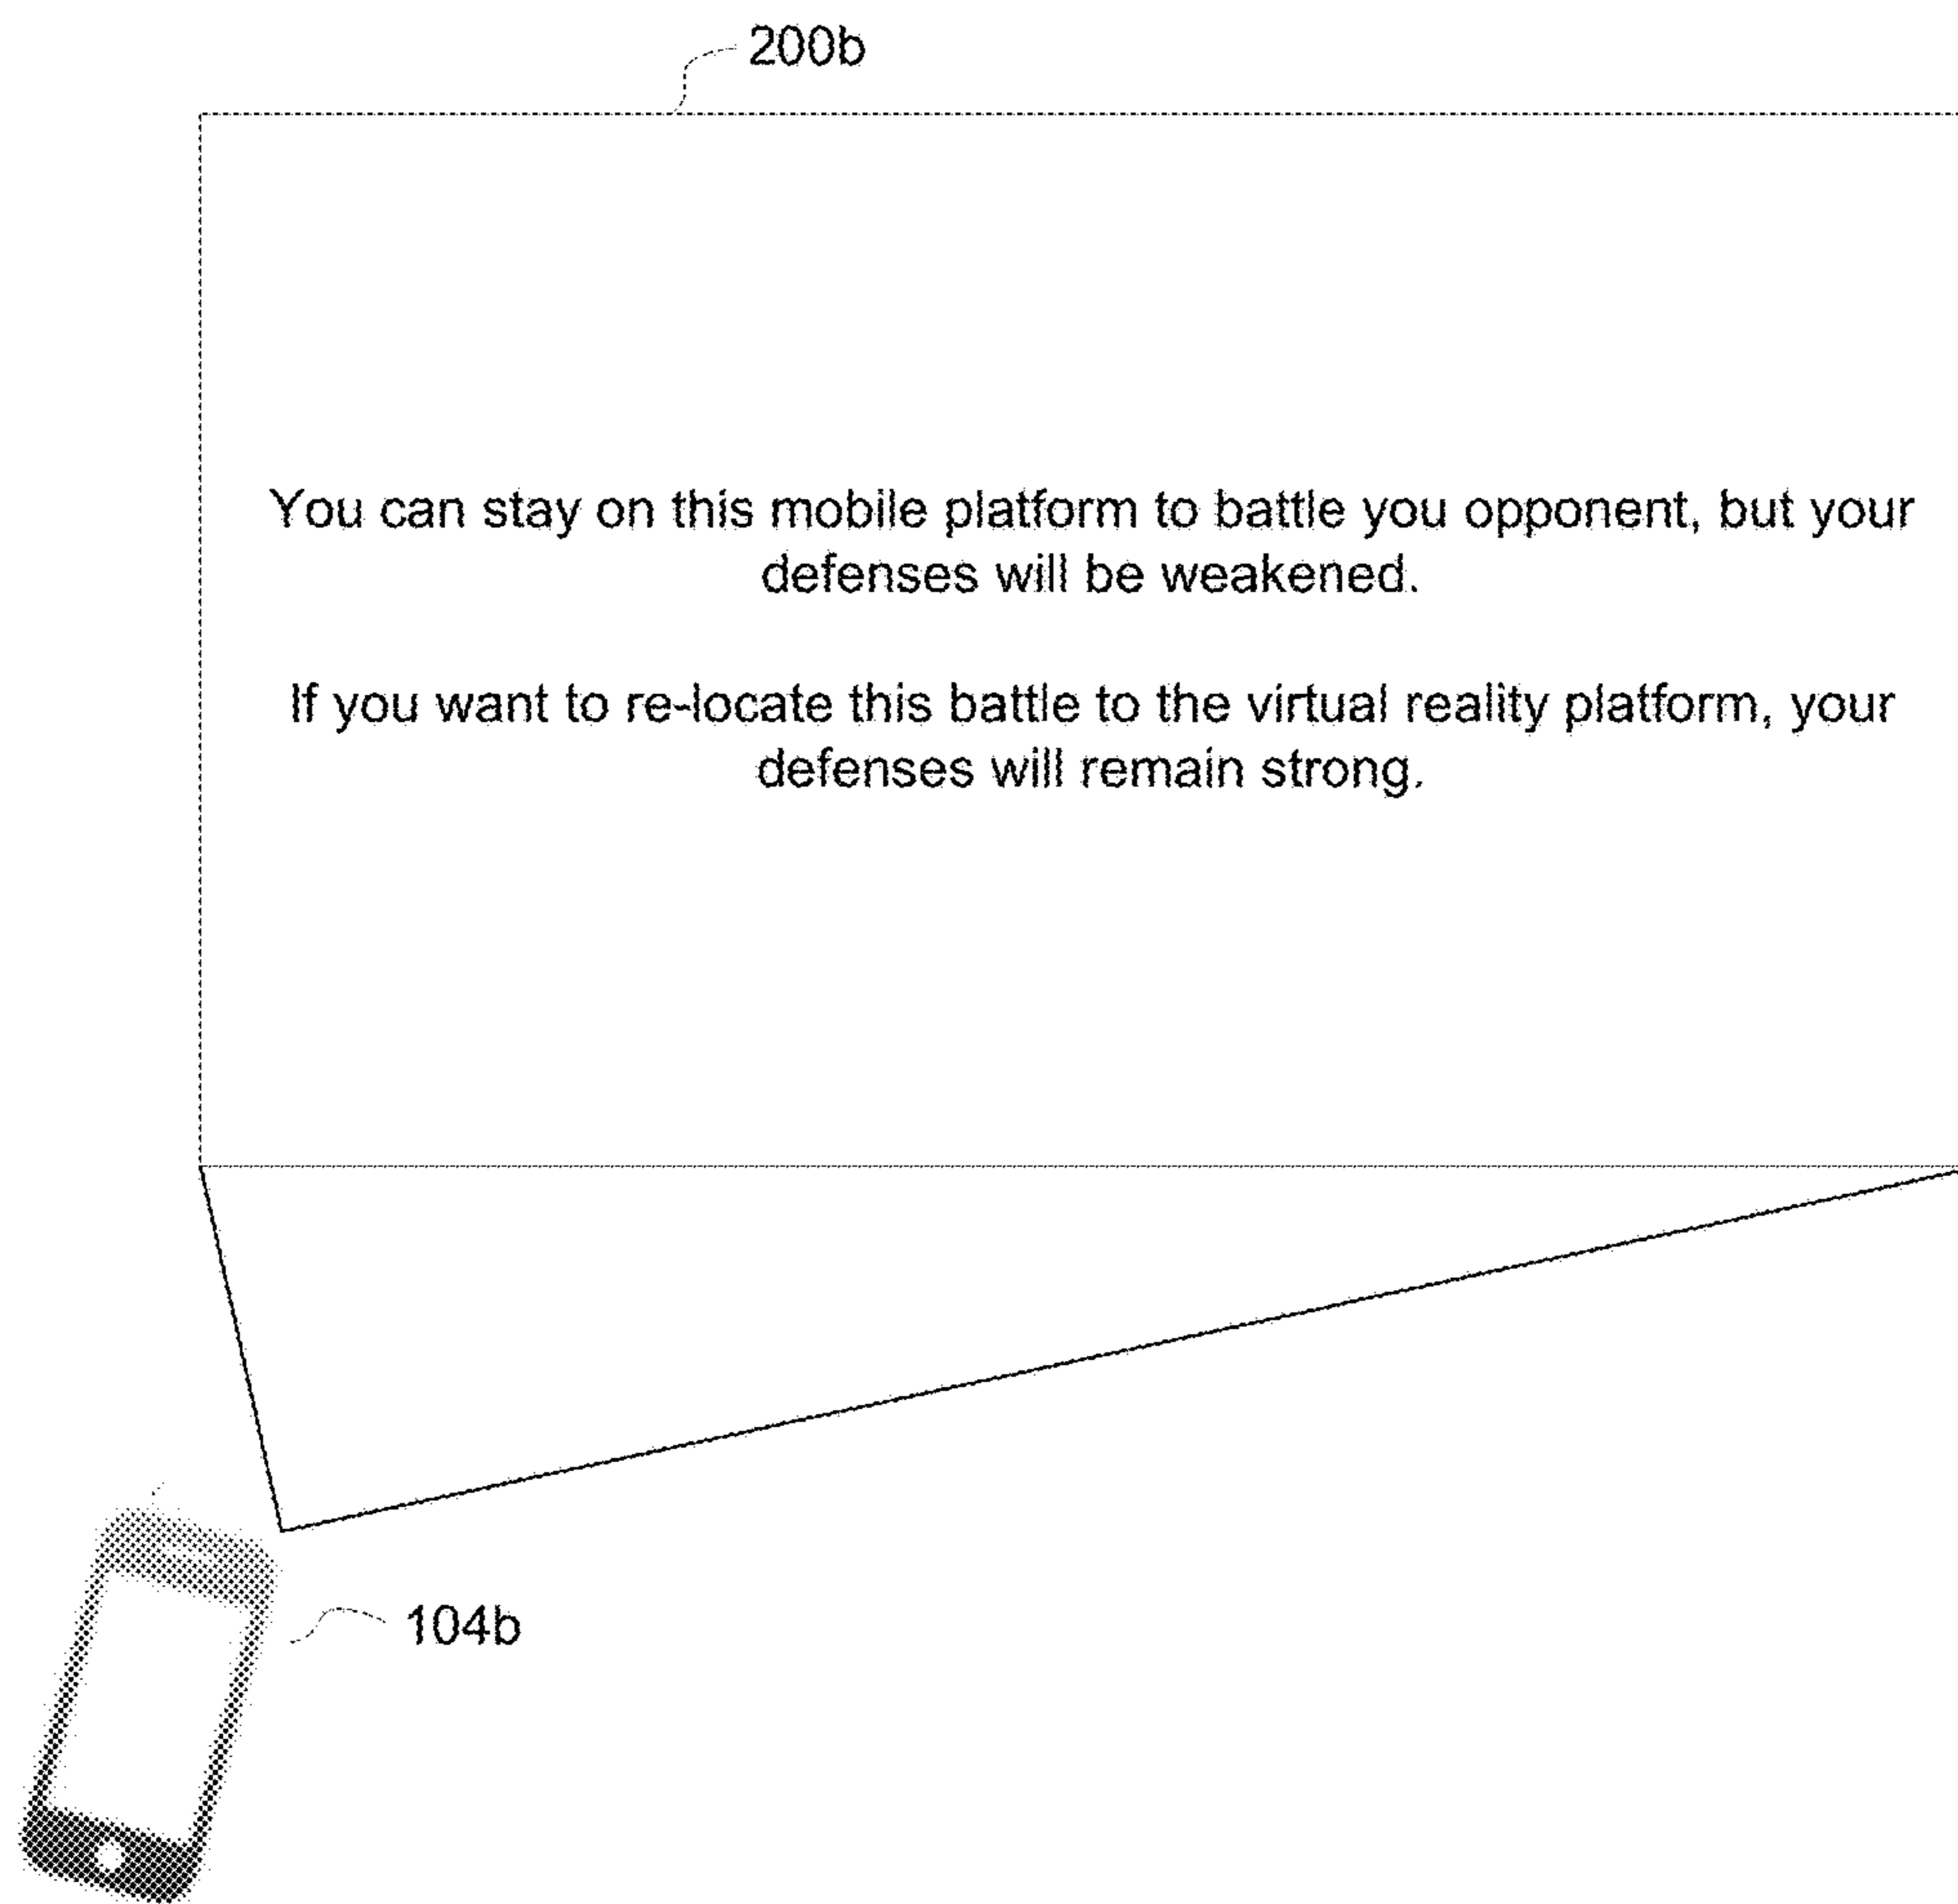 200b
You can stay on this mobile platform to battle you opponent, but your
defenses will be weakened.
If you want to re-locate this battle to the virtual reality platform, your
defenses will remain strong.
104b